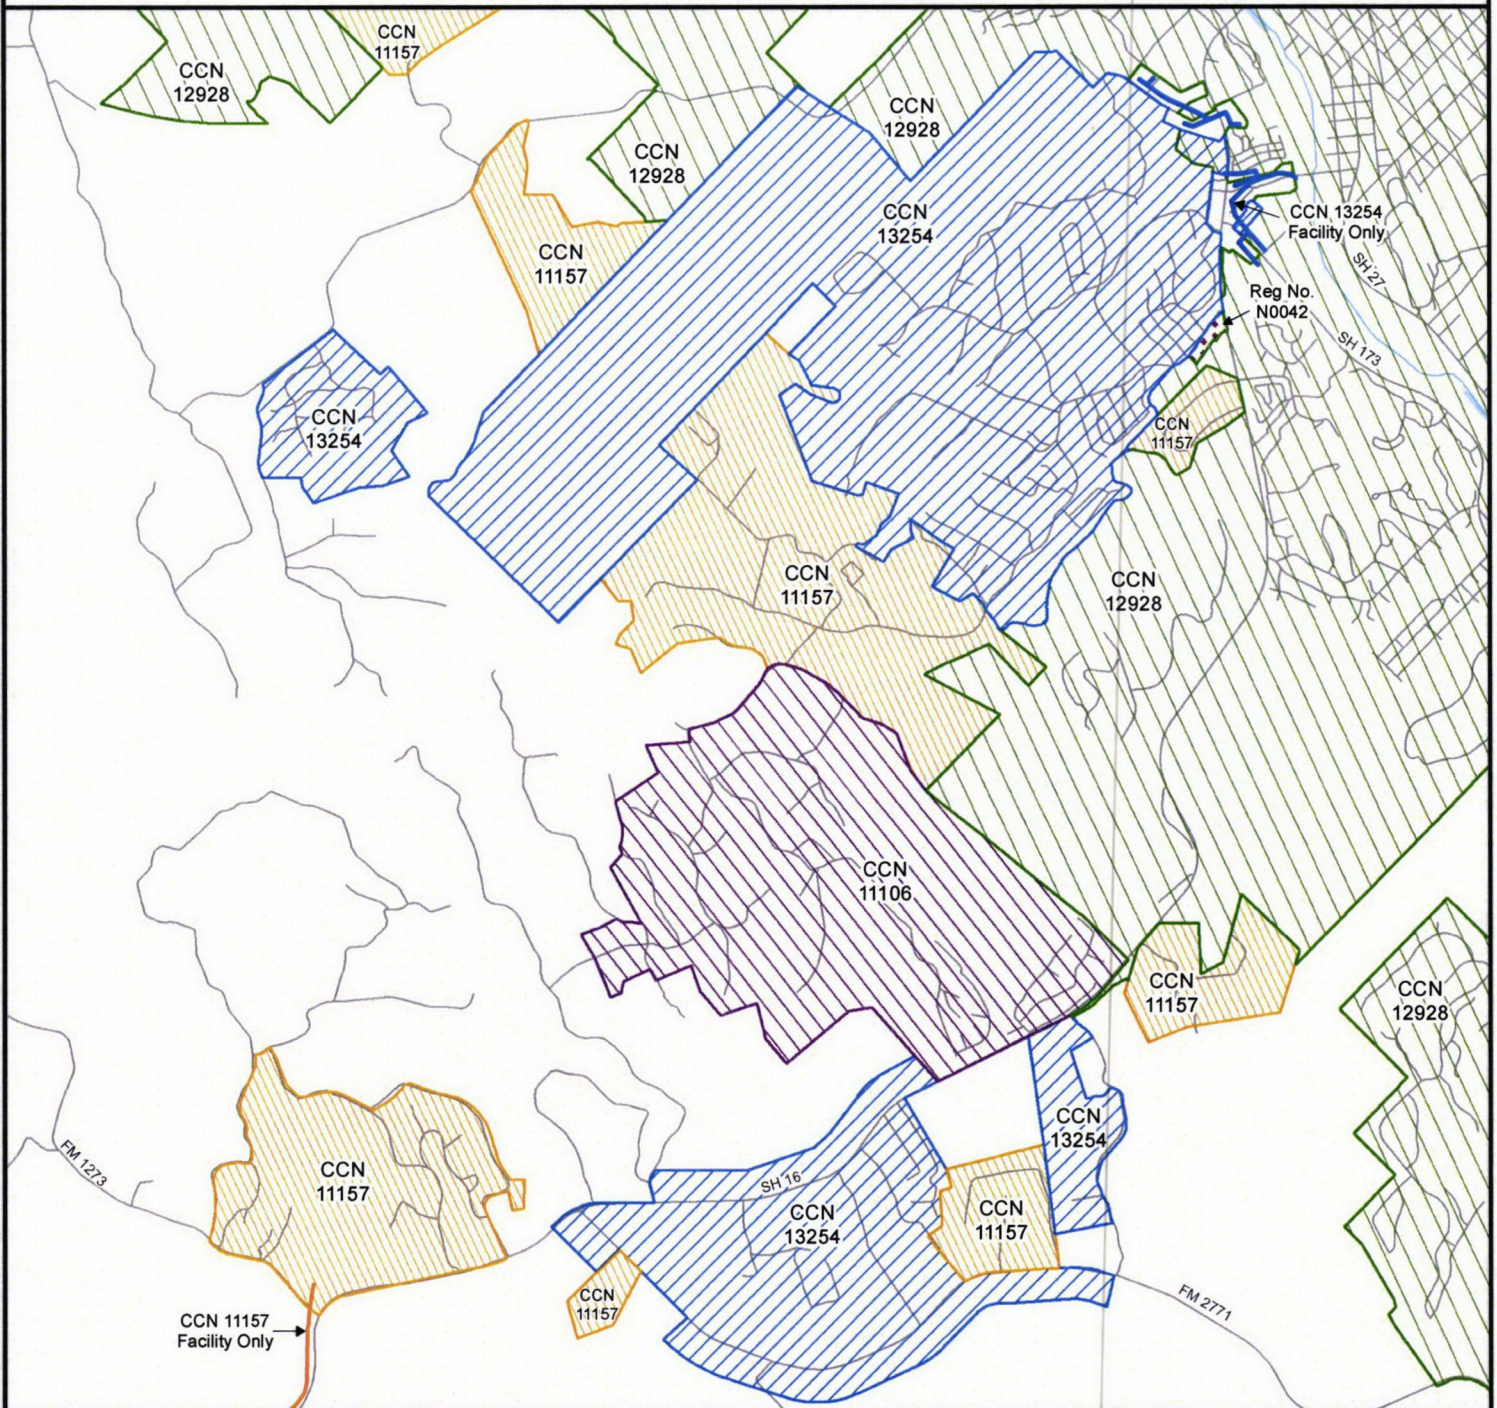 CCN
11157
CCN
12928
CCN
12928
CCN
12928
CCN
13254
CCN 13254
Facility Only
CCN
11157
SH 27
Reg No.
N0042
SH 173
CCN
13254
CCN
11157
CCN
11157
CCN
12928
CCN
11106
CCN
11157
CCN
12928
CCN
13254
FM 1273
CCN
11157
SH 16
CCN
13254
CCN
11157
CCN
11157
FM 2771
CCN 11157
Facility Only